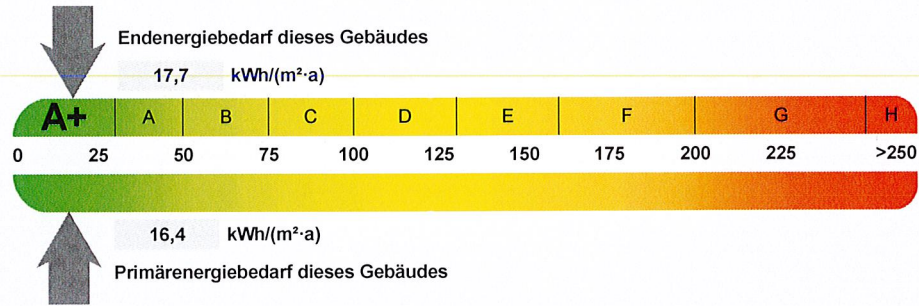 Endenergiebedarf dieses Gebäudes
17,7 kWh/(m²·a)
A+ A B C D E F G H
0 25 50 75 100 125 150 175 200 225 >250
16,4 kWh/(m²·a)
Primärenergiebedarf dieses Gebäudes